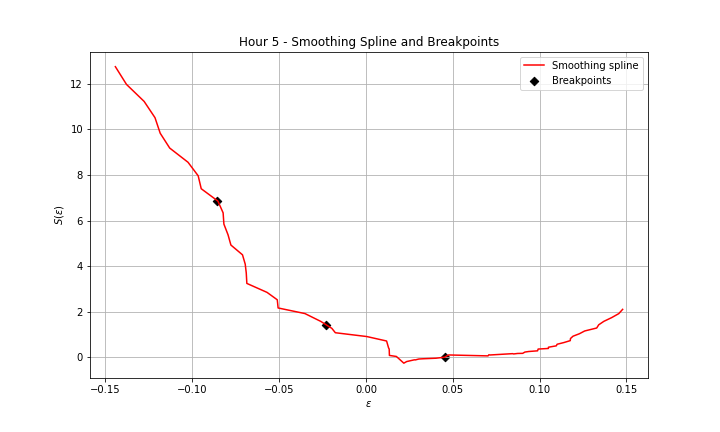 Hour 5 - Smoothing Spline and Breakpoints
Smoothing spline
Breakpoints
S(ε)
12
10
8
6
4
2
0
−0.15 −0.10 −0.05 0.00 0.05 0.10 0.15
ε